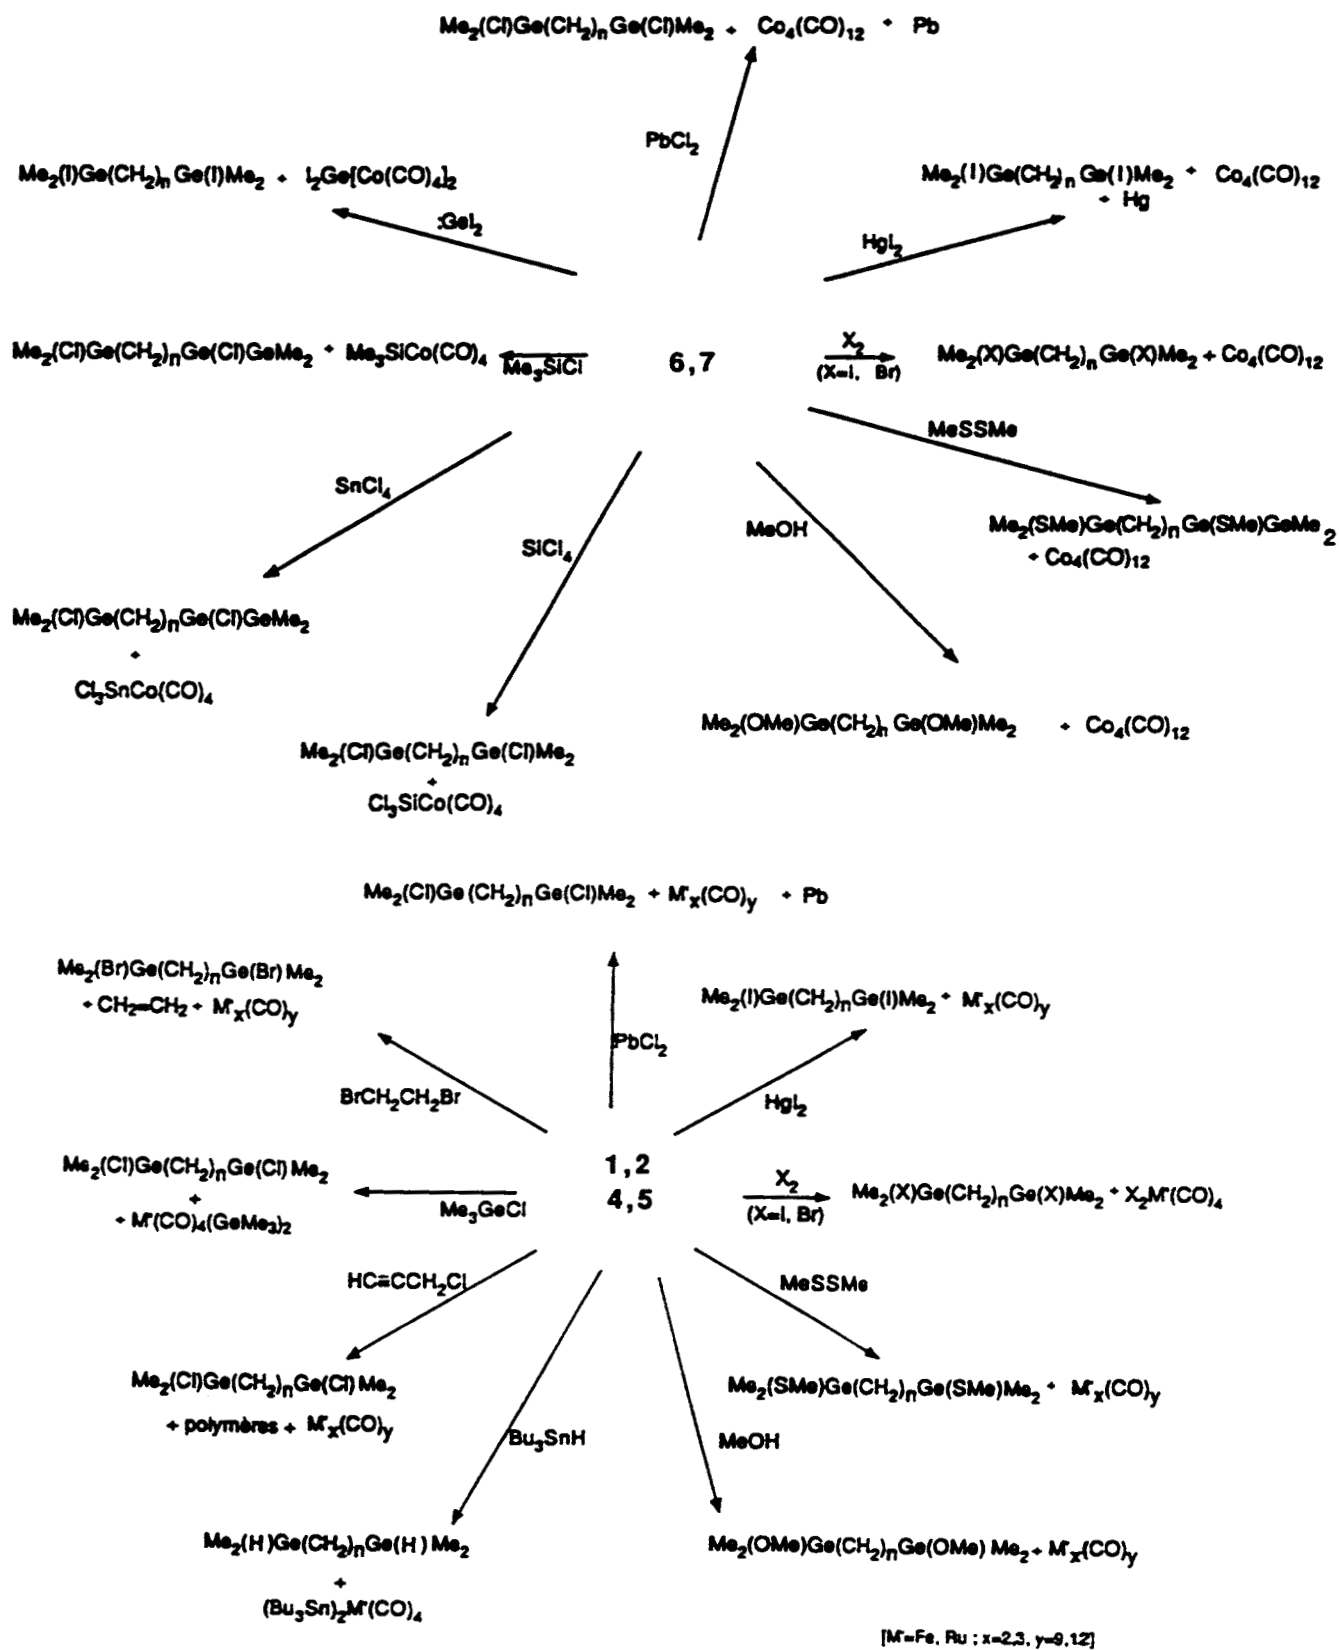 Me₂(Cl)Ge(CH₂)ₙGe(Cl)Me₂ + Co₄(CO)₁₂ + Pb
PbCl₂
Me₂(I)Ge(CH₂)ₙGe(I)Me₂ + I₂Ge[Co(CO)₄]₂
:GeI₂
Me₂(I)Ge(CH₂)ₙGe(I)Me₂ + Co₄(CO)₁₂
+ Hg
HgI₂
Me₂(Cl)Ge(CH₂)ₙGe(Cl)GeMe₂ + Me₃SiCo(CO)₄
Me₃SiCl
6,7
X₂
(X=I, Br)
Me₂(X)Ge(CH₂)ₙGe(X)Me₂ + Co₄(CO)₁₂
MeSSMe
Me₂(SMe)Ge(CH₂)ₙGe(SMe)GeMe₂
+ Co₄(CO)₁₂
SnCl₄
SiCl₄
MeOH
Me₂(Cl)Ge(CH₂)ₙGe(Cl)GeMe₂
+
Cl₃SnCo(CO)₄
Me₂(OMe)Ge(CH₂)ₙGe(OMe)Me₂ + Co₄(CO)₁₂
Me₂(Cl)Ge(CH₂)ₙGe(Cl)Me₂
+
Cl₃SiCo(CO)₄
Me₂(Cl)Ge(CH₂)ₙGe(Cl)Me₂ + M'ₓ(CO)y + Pb
PbCl₂
Me₂(Br)Ge(CH₂)ₙGe(Br)Me₂
+ CH₂=CH₂ + M'ₓ(CO)y
BrCH₂CH₂Br
Me₂(I)Ge(CH₂)ₙGe(I)Me₂ + M'ₓ(CO)y
HgI₂
Me₂(Cl)Ge(CH₂)ₙGe(Cl)Me₂
+
+ M'(CO)₄(GeMe₃)₂
Me₃GeCl
1,2
4,5
X₂
(X=I, Br)
Me₂(X)Ge(CH₂)ₙGe(X)Me₂ + X₂M'(CO)₄
HC≡CCH₂Cl
MeSSMe
Me₂(Cl)Ge(CH₂)ₙGe(Cl)Me₂
+ polymères + M'ₓ(CO)y
Me₂(SMe)Ge(CH₂)ₙGe(SMe)Me₂ + M'ₓ(CO)y
Bu₃SnH
MeOH
Me₂(H)Ge(CH₂)ₙGe(H)Me₂
+
(Bu₃Sn)₂M'(CO)₄
Me₂(OMe)Ge(CH₂)ₙGe(OMe)Me₂ + M'ₓ(CO)y
[M'=Fe, Ru ; x=2,3, y=9,12]